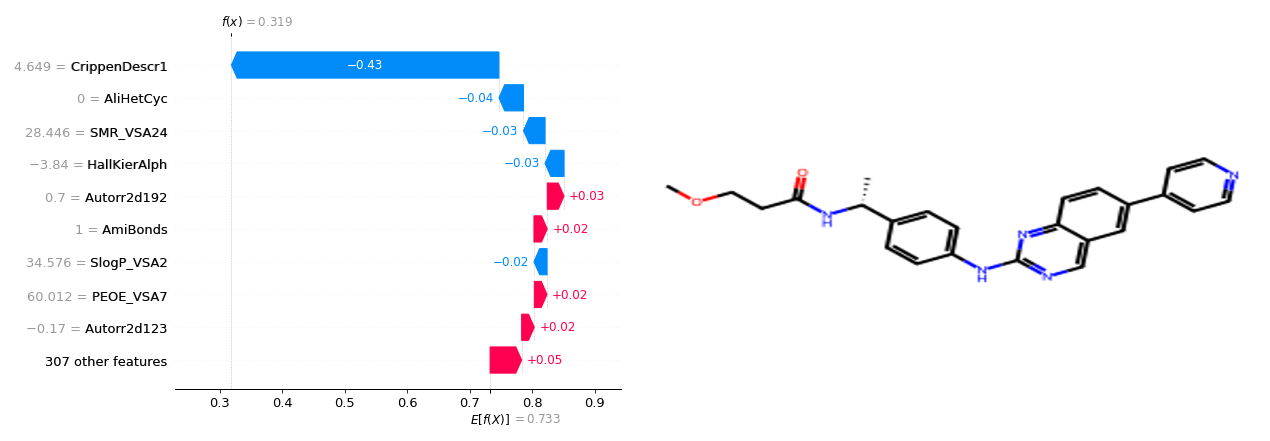 f(x) = 0.319
4.649 = CrippenDescr1
−0.43
0 = AliHetCyc
−0.04
28.446 = SMR_VSA24
−0.03
−3.84 = HallKierAlph
−0.03
0.7 = Autorr2d192
+0.03
1 = AmiBonds
+0.02
34.576 = SlogP_VSA2
−0.02
60.012 = PEOE_VSA7
+0.02
−0.17 = Autorr2d123
+0.02
307 other features
+0.05
0.3 0.4 0.5 0.6 0.7 0.8 0.9
E[f(X)] = 0.733
O
O
N
H
N
H
N
N
N